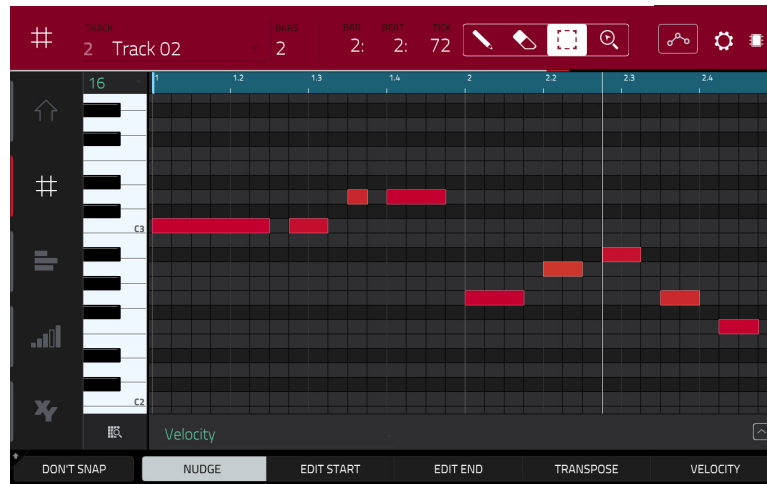 TRACK BARS BAR BEAT TICK
2 Track 02 2 2: 2: 72
16 1 1.2 1.3 1.4 2 2.2 2.3 2.4
C3
C2
XY
Velocity
DON'T SNAP NUDGE EDIT START EDIT END TRANSPOSE VELOCITY